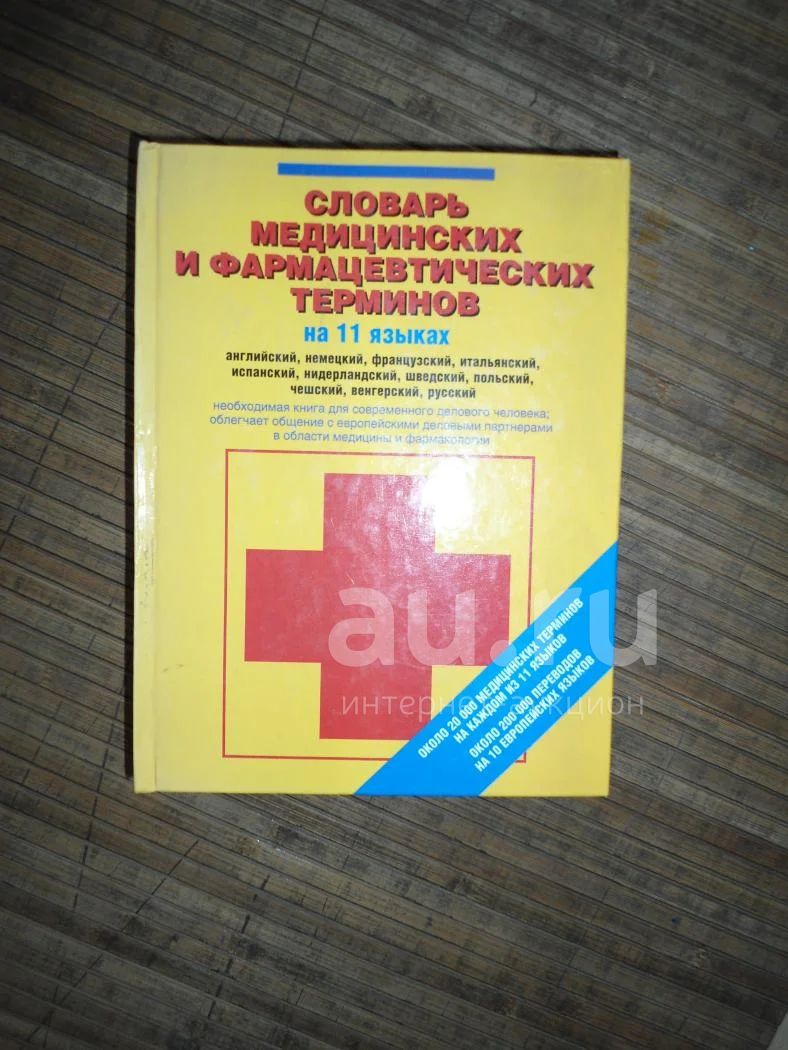 СЛОВАРЬ
МЕДИЦИНСКИХ
И ФАРМАЦЕВТИЧЕСКИХ
ТЕРМИНОВ
на 11 языках
английский, немецкий, французский, итальянский,
испанский, нидерландский, шведский, польский,
чешский, венгерский, русский
необходимая книга для современного делового человека;
облегчает общение с европейскими деловыми партнерами
в области медицины и фармакологии
ОКОЛО 20 000 МЕДИЦИНСКИХ ТЕРМИНОВ
НА КАЖДОМ ИЗ 11 ЯЗЫКОВ
ОКОЛО 200 000 ПЕРЕВОДОВ
НА 10 ЕВРОПЕЙСКИХ ЯЗЫКОВ
au.ru
интернет-аукцион